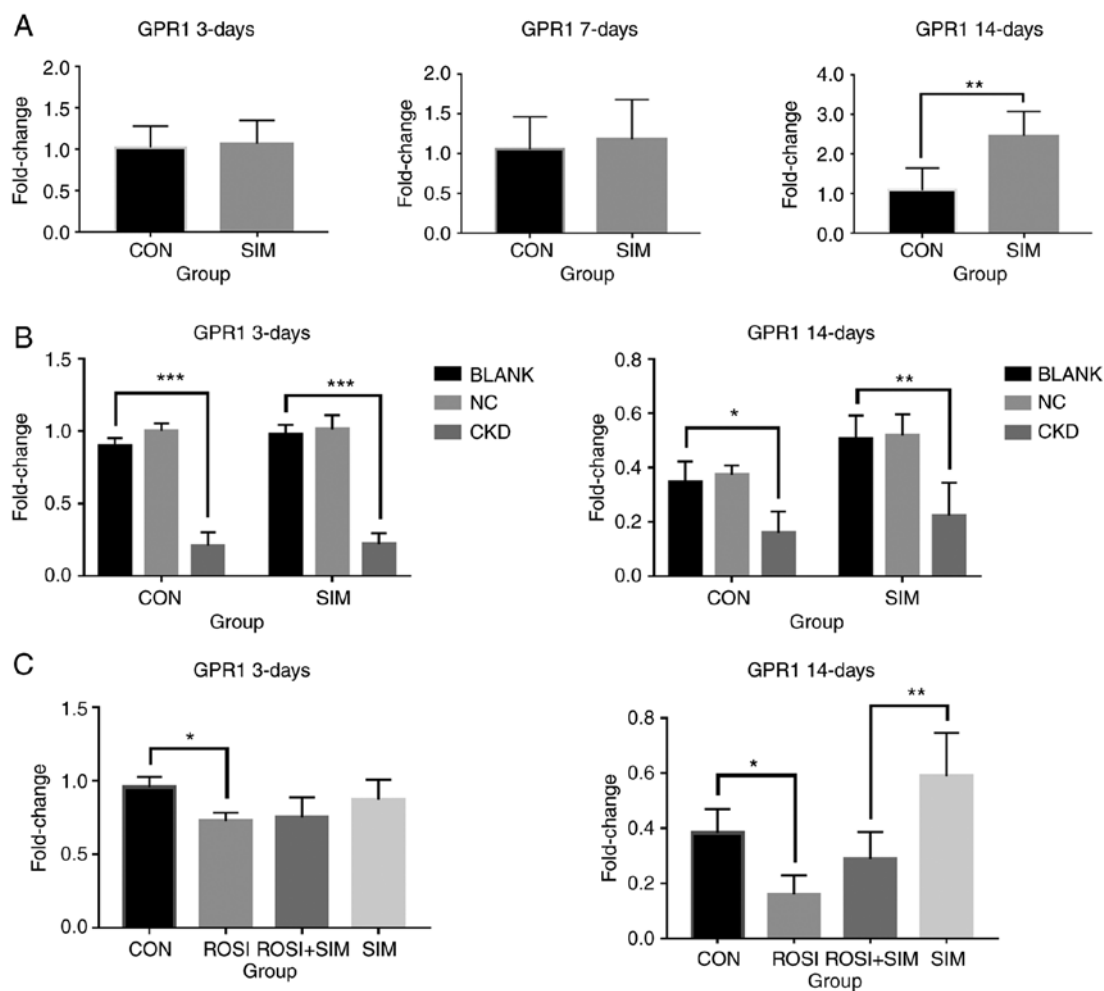 A
GPR1 3-days
Fold-change
2.0
1.5
1.0
0.5
0.0
CON
SIM
Group
GPR1 7-days
Fold-change
2.0
1.5
1.0
0.5
0.0
CON
SIM
Group
GPR1 14-days
Fold-change
4.0
3.0
2.0
1.0
0.0
**
CON
SIM
Group
B
GPR1 3-days
Fold-change
1.5
1.0
0.5
0.0
***
***
CON
SIM
Group
BLANK
NC
CKD
GPR1 14-days
Fold-change
0.8
0.6
0.4
0.2
0.0
*
**
CON
SIM
Group
BLANK
NC
CKD
C
GPR1 3-days
Fold-change
1.5
1.0
0.5
0.0
*
CON
ROSI
ROSI+SIM
SIM
Group
GPR1 14-days
Fold-change
0.8
0.6
0.4
0.2
0.0
*
**
CON
ROSI
ROSI+SIM
SIM
Group